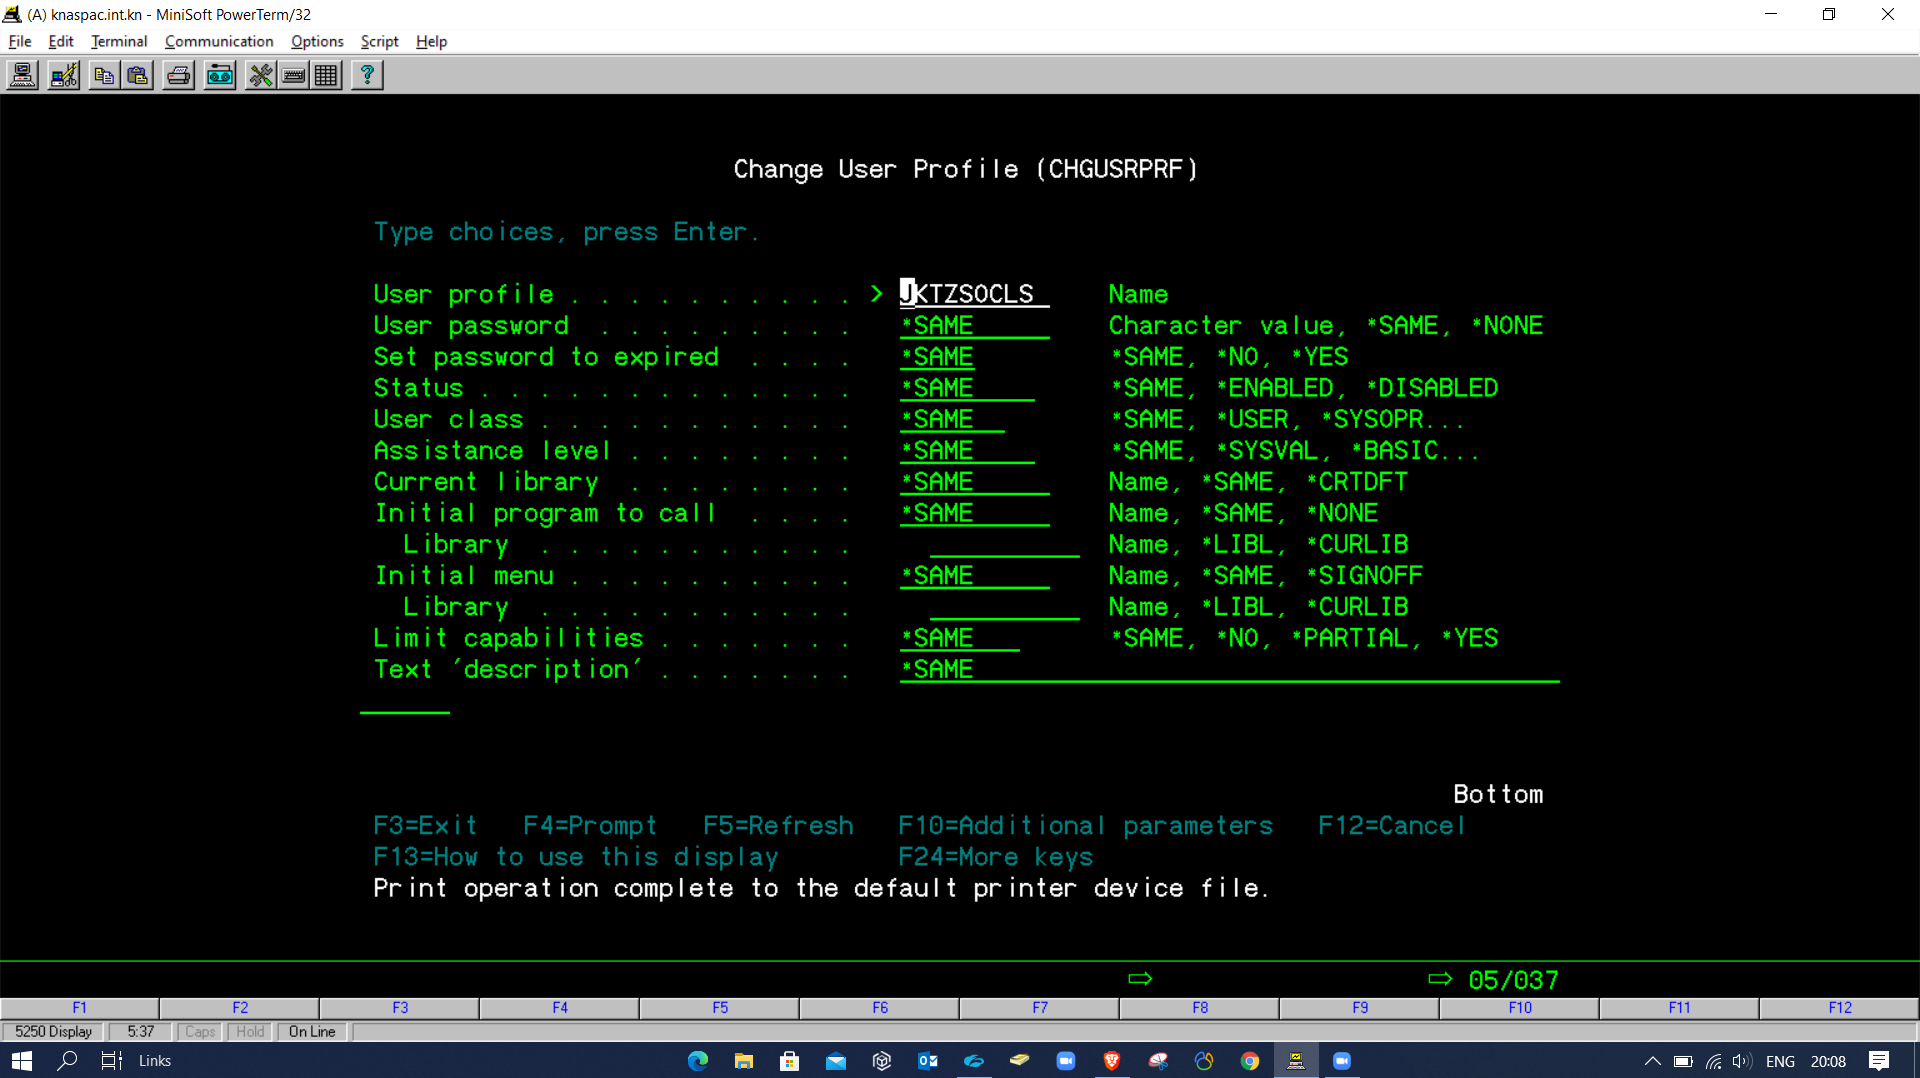 (A) knaspac.int.kn - MiniSoft PowerTerm/32
File Edit Terminal Communication Options Script Help
Change User Profile (CHGUSRPRF)
Type choices, press Enter.
User profile . . . . . . . . . . > JKTZSOCLS Name
User password . . . . . . . . . *SAME Character value, *SAME, *NONE
Set password to expired . . . . *SAME *SAME, *NO, *YES
Status . . . . . . . . . . . . . *SAME *SAME, *ENABLED, *DISABLED
User class . . . . . . . . . . . *SAME *SAME, *USER, *SYSOPR...
Assistance level . . . . . . . . *SAME *SAME, *SYSVAL, *BASIC...
Current library . . . . . . . . *SAME Name, *SAME, *CRTDFT
Initial program to call . . . . *SAME Name, *SAME, *NONE
Library . . . . . . . . . . . Name, *LIBL, *CURLIB
Initial menu . . . . . . . . . . *SAME Name, *SAME, *SIGNOFF
Library . . . . . . . . . . . Name, *LIBL, *CURLIB
Limit capabilities . . . . . . . *SAME *SAME, *NO, *PARTIAL, *YES
Text 'description' . . . . . . . *SAME
Bottom
F3=Exit F4=Prompt F5=Refresh F10=Additional parameters F12=Cancel
F13=How to use this display F24=More keys
Print operation complete to the default printer device file.
05/037
F1 F2 F3 F4 F5 F6 F7 F8 F9 F10 F11 F12
5250 Display 5:37 Caps Hold On Line
Links ENG 20:08